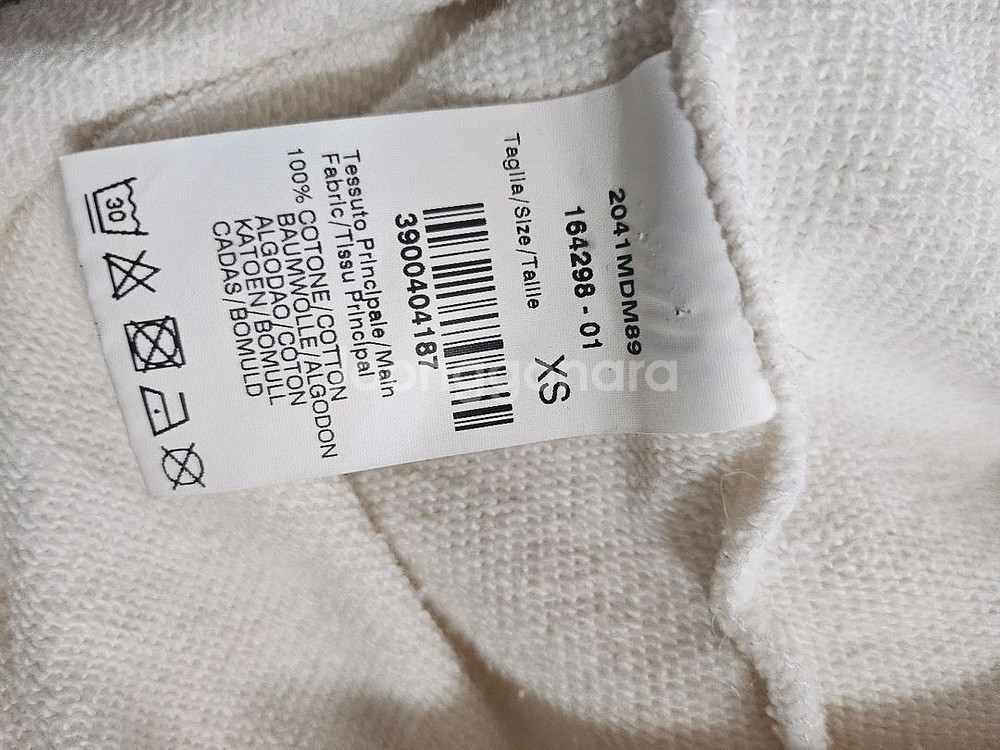 2041MDM89
164298 - 01
XS
Taglia/Size/Taille
3900404187
Tessuto Principale/Main
Fabric/Tissu Principal
100% COTONE/COTTON
BAUMWOLLE/ALGODON
ALGODAO/COTON
KATOEN/BOMULL
CADAS/BOMULD
30